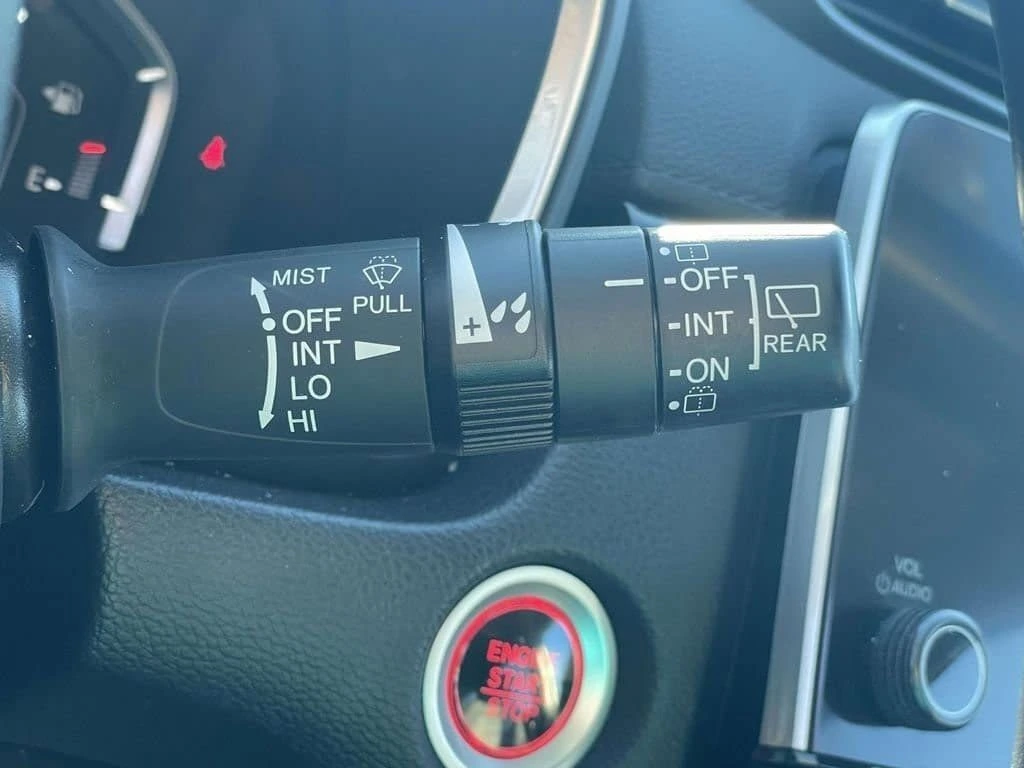 E
MIST
PULL
OFF
INT
LO
HI
+
OFF
INT
ON
REAR
VOL
AUDIO
ENGINE
START
STOP